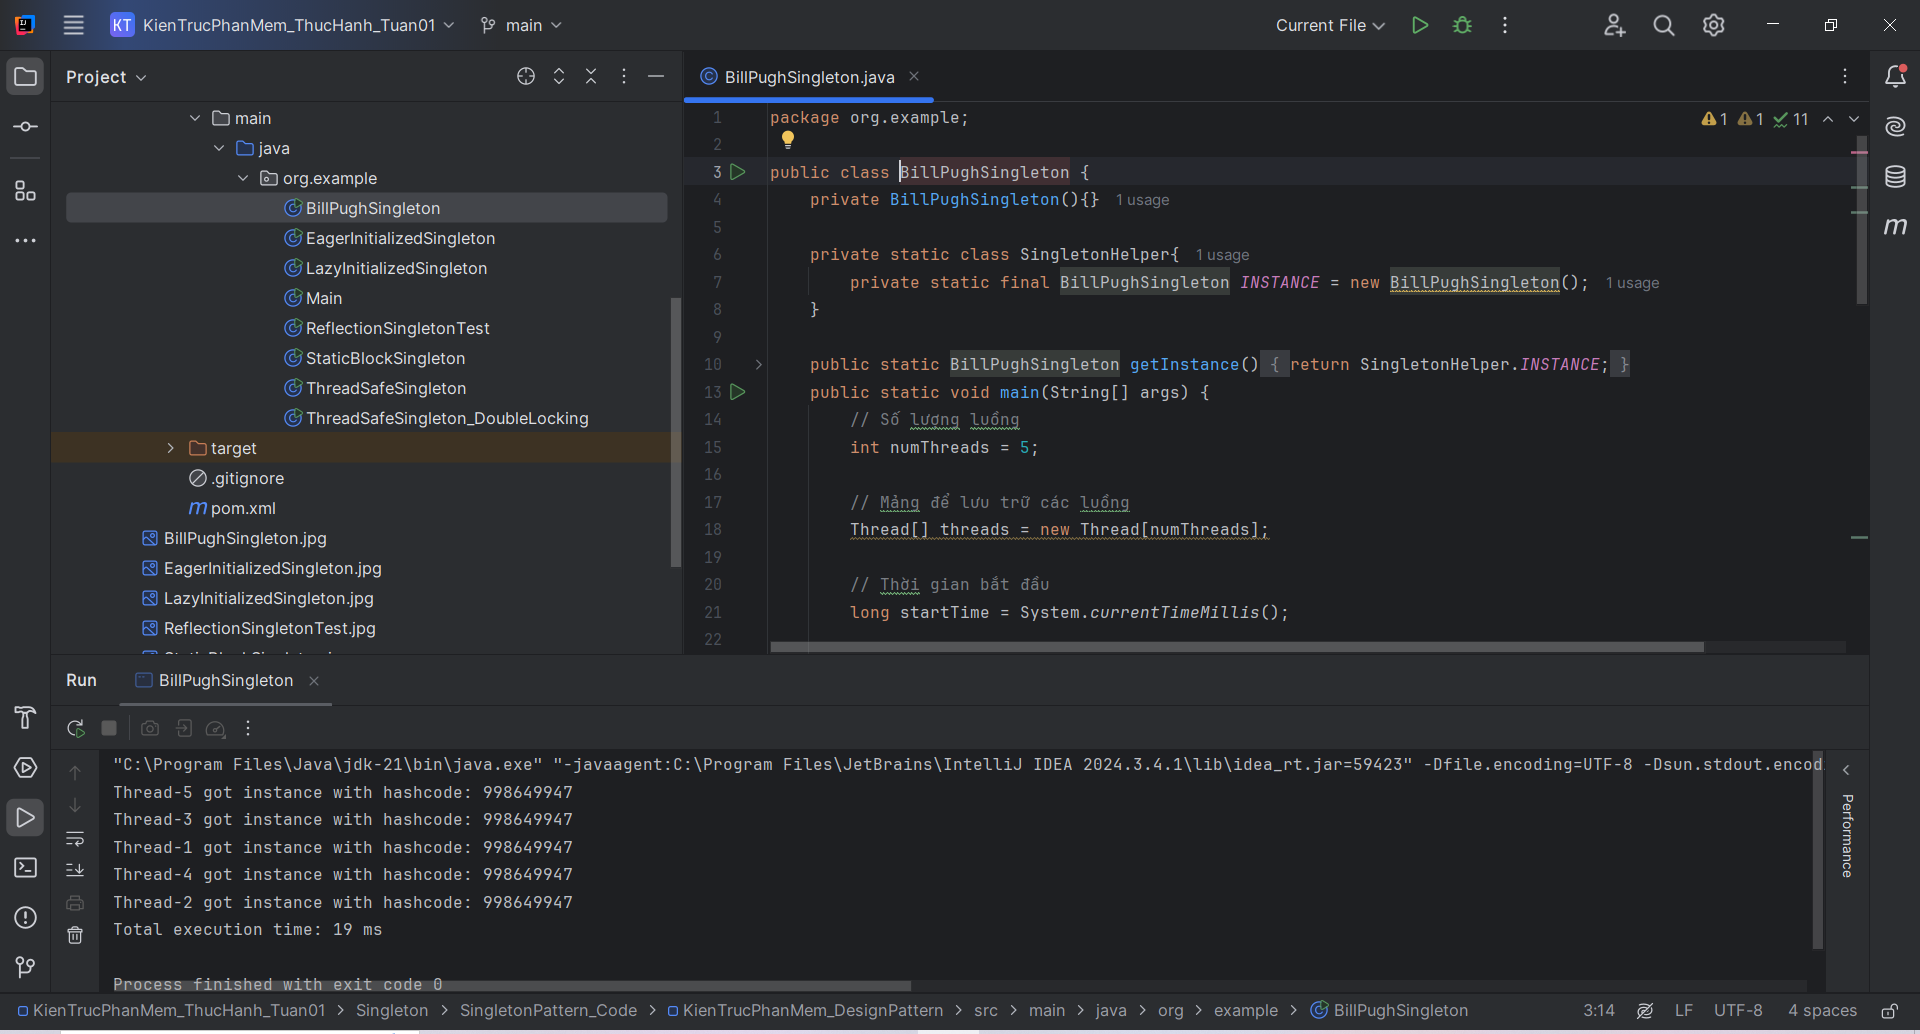 KT KienTrucPhanMem_ThucHanh_Tuan01 main Current File
Project
main
java
org.example
BillPughSingleton
EagerInitializedSingleton
LazyInitializedSingleton
Main
ReflectionSingletonTest
StaticBlockSingleton
ThreadSafeSingleton
ThreadSafeSingleton_DoubleLocking
target
.gitignore
pom.xml
BillPughSingleton.jpg
EagerInitializedSingleton.jpg
LazyInitializedSingleton.jpg
ReflectionSingletonTest.jpg
BillPughSingleton.java
1 package org.example;
1 1 11
2
3 public class BillPughSingleton {
4 private BillPughSingleton(){} 1 usage
5
6 private static class SingletonHelper{ 1 usage
7 private static final BillPughSingleton INSTANCE = new BillPughSingleton(); 1 usage
8 }
9
10 public static BillPughSingleton getInstance() { return SingletonHelper.INSTANCE; }
13 public static void main(String[] args) {
14 // Số lượng luồng
15 int numThreads = 5;
16
17 // Mảng để lưu trữ các luồng
18 Thread[] threads = new Thread[numThreads];
19
20 // Thời gian bắt đầu
21 long startTime = System.currentTimeMillis();
22
Run BillPughSingleton
"C:\Program Files\Java\jdk-21\bin\java.exe" "-javaagent:C:\Program Files\JetBrains\IntelliJ IDEA 2024.3.4.1\lib\idea_rt.jar=59423" -Dfile.encoding=UTF-8 -Dsun.stdout.encod
Thread-5 got instance with hashcode: 998649947
Thread-3 got instance with hashcode: 998649947
Thread-1 got instance with hashcode: 998649947
Thread-4 got instance with hashcode: 998649947
Thread-2 got instance with hashcode: 998649947
Total execution time: 19 ms
Process finished with exit code 0
Performance
KienTrucPhanMem_ThucHanh_Tuan01 > Singleton > SingletonPattern_Code > KienTrucPhanMem_DesignPattern > src > main > java > org > example > BillPughSingleton 3:14 LF UTF-8 4 spaces